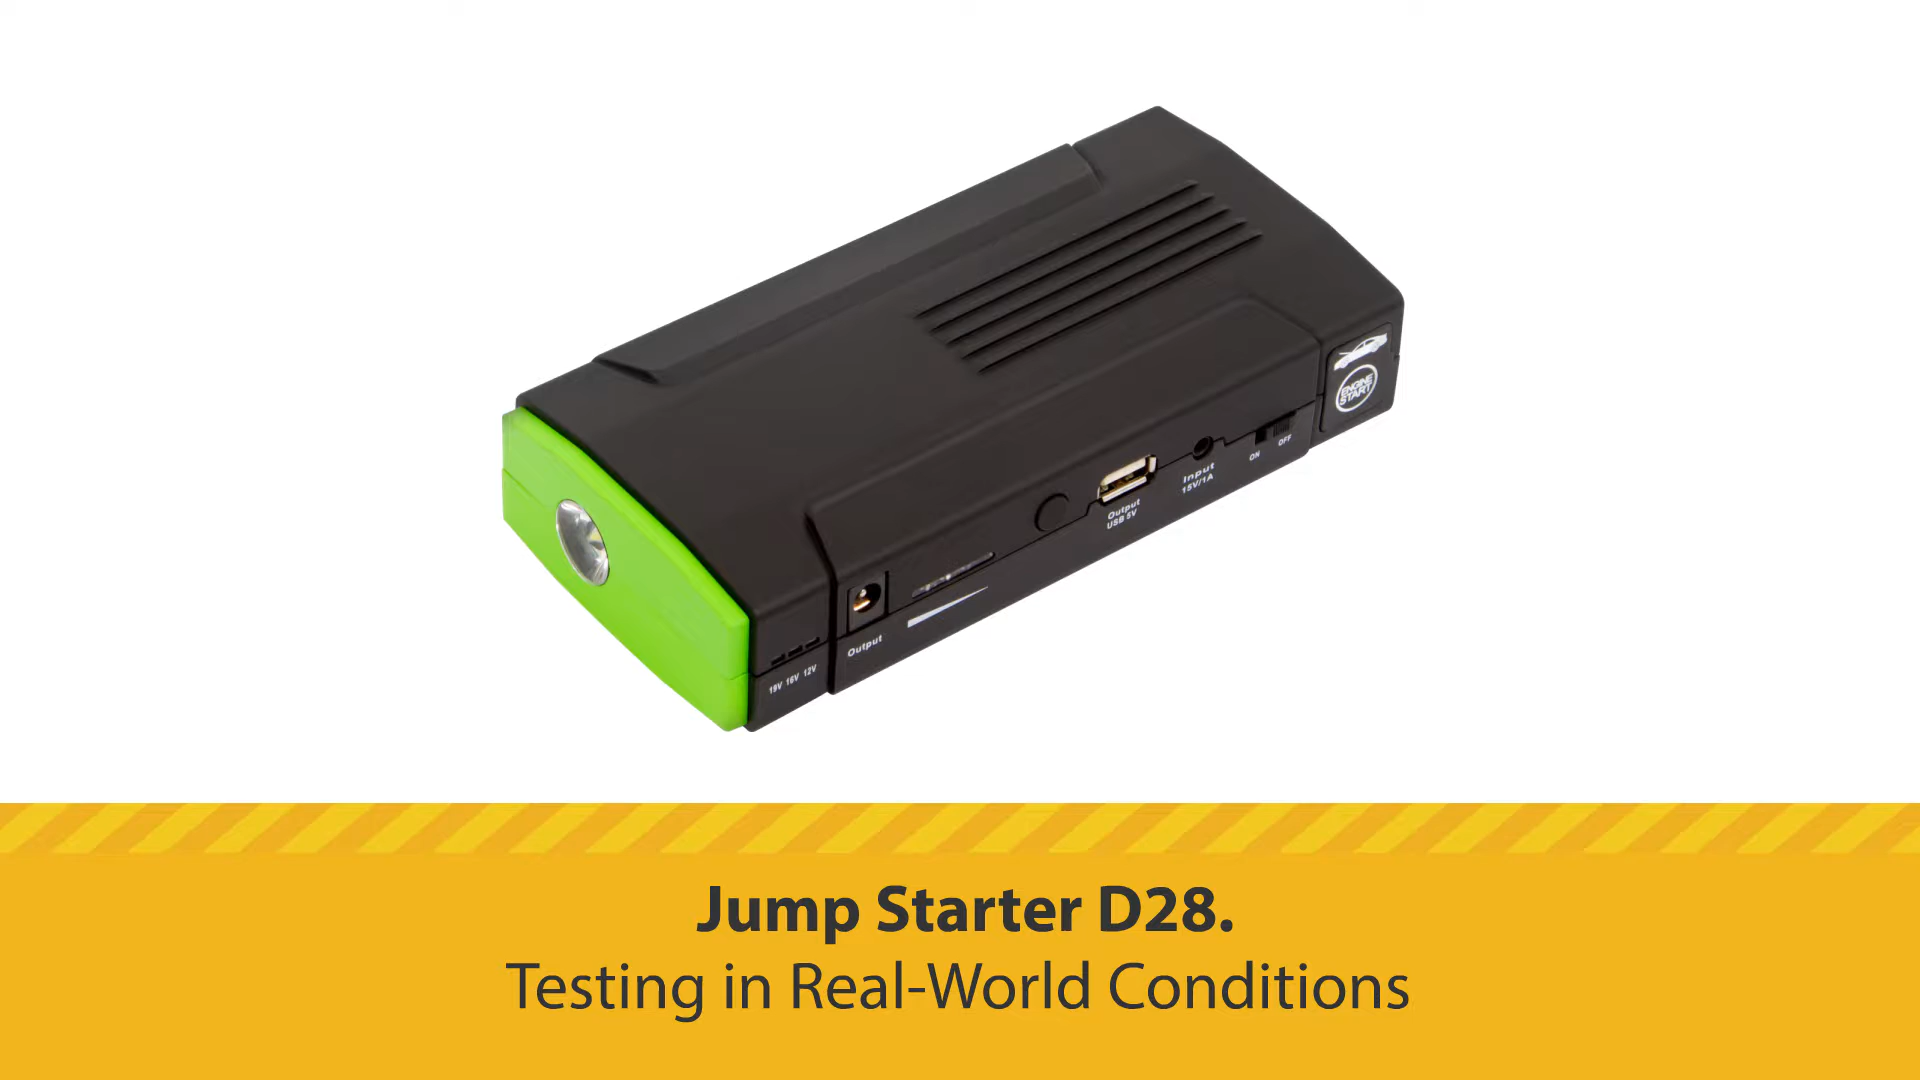 ENGINE
START
OFF
ON
Input
15V/1A
Output
USB 5V
Output
19V 16V 12V
Jump Starter D28.
Testing in Real-World Conditions